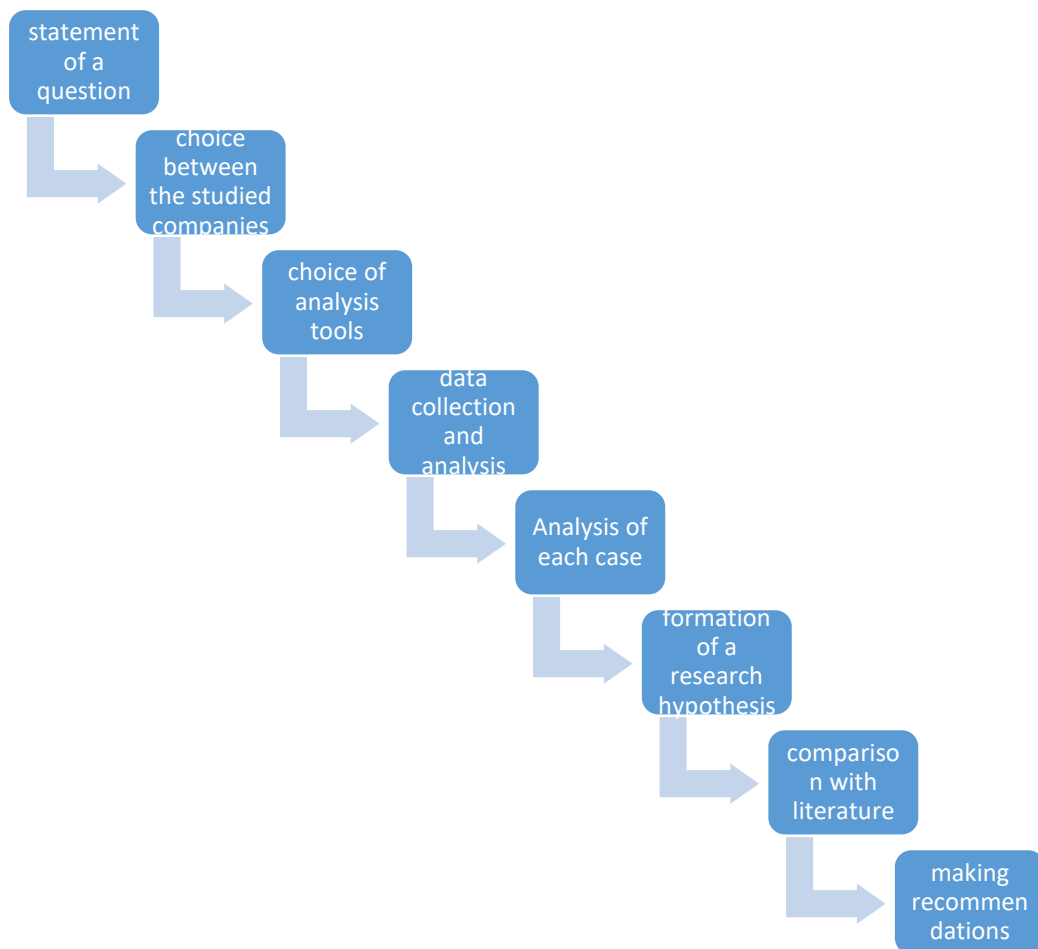 statement
of a
question
choice
between
the studied
companies
choice of
analysis
tools
data
collection
and
analysis
Analysis of
each case
formation
of a
research
hypothesis
compariso
n with
literature
making
recommen
dations